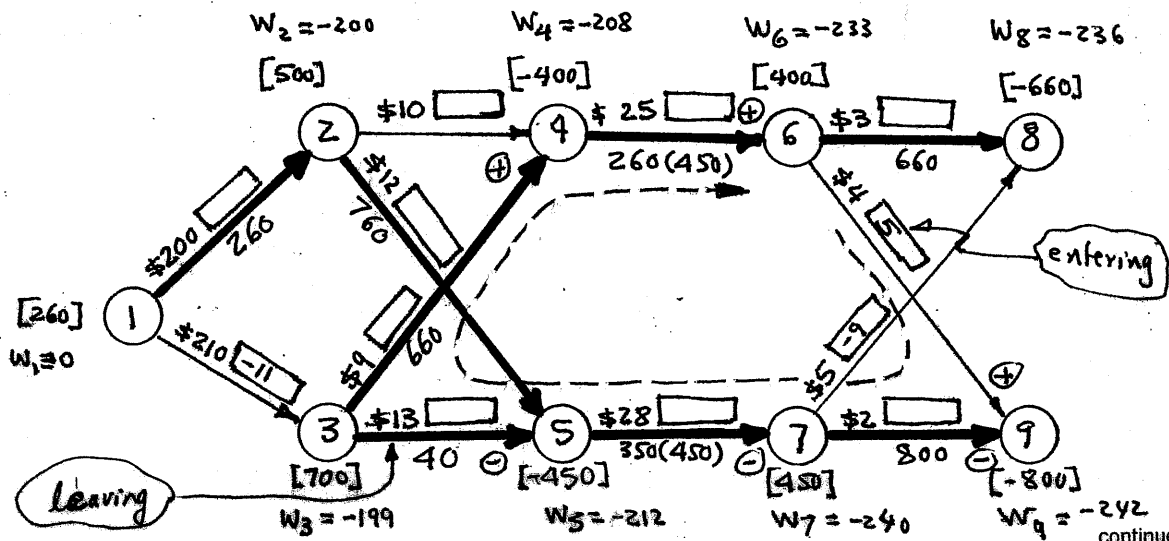 W2 = -200 W4 = -208 W6 = -233 W8 = -236
[500] [-400] [400] [-660]
2 $10 4 $25 + 6 $3 8
260(450) 660
+ $12 760 $4 5
$200 260 entering
[260] 1 $9 660 $5 -9
W1≡0 $210 -11 +
3 $13 5 $28 7 $2 9
40 - 350(450) - 800 -
leaving [700] [-450] [450] [-800]
W3 = -199 W5 = -212 W7 = -240 W9 = -242
continue